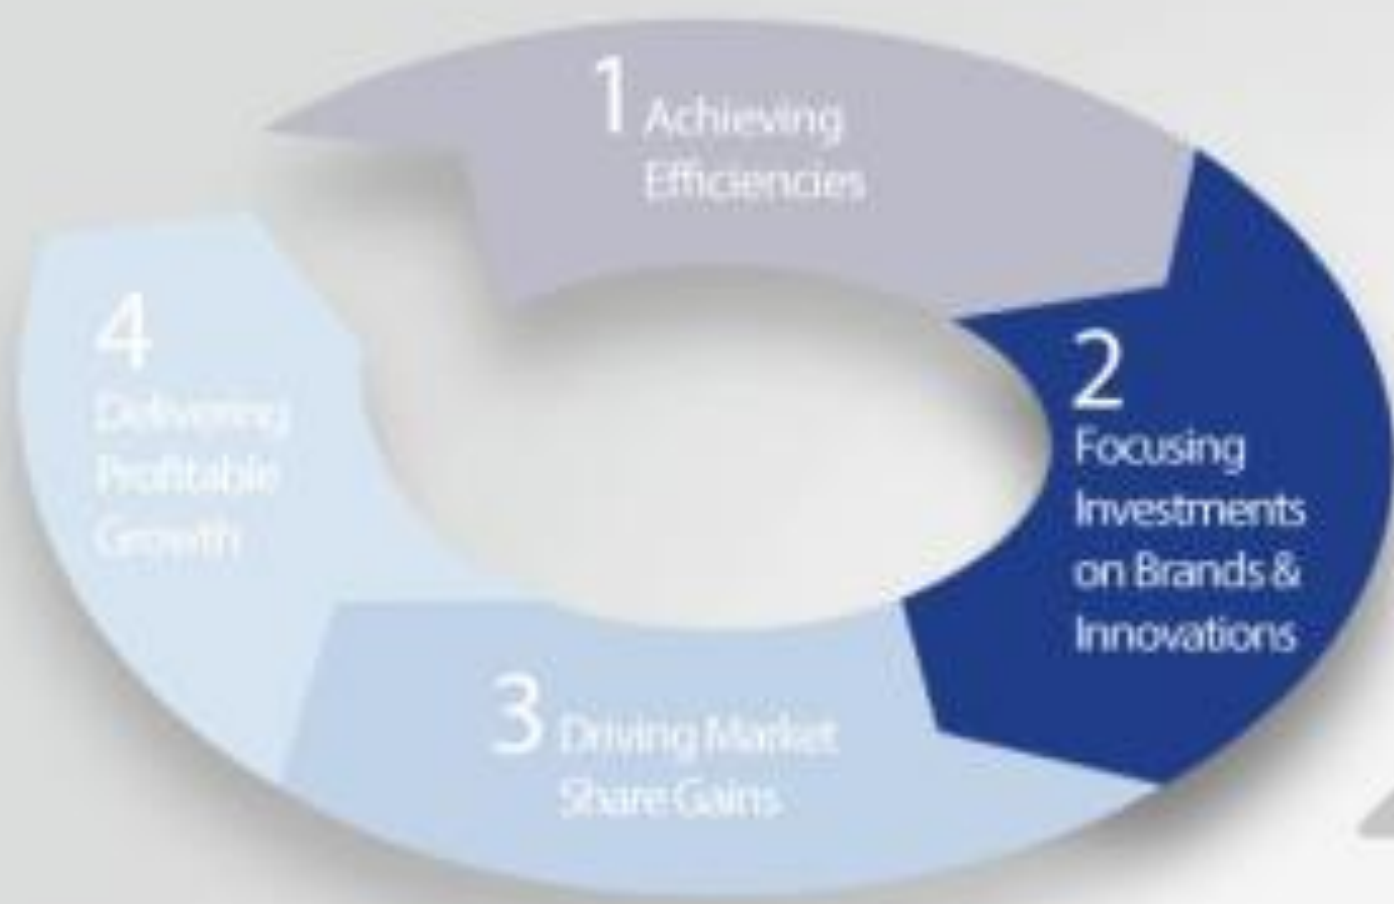 1 Achieving
Efficiencies
2
Focusing
Investments
on Brands &
Innovations
3 Driving Market
Share Gains
4
Delivering
Profitable
Growth